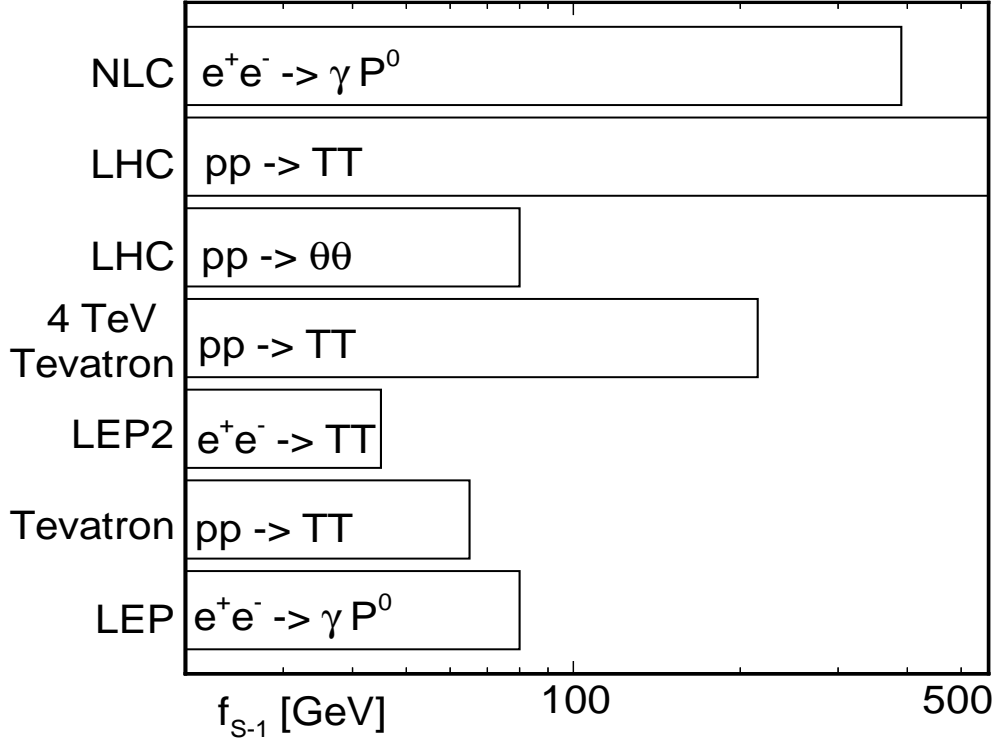 NLC e⁺e⁻ -> γ P⁰
LHC pp -> TT
LHC pp -> θθ
4 TeV
Tevatron pp -> TT
LEP2 e⁺e⁻ -> TT
Tevatron pp -> TT
LEP e⁺e⁻ -> γ P⁰
100 500
f_{S-1} [GeV]